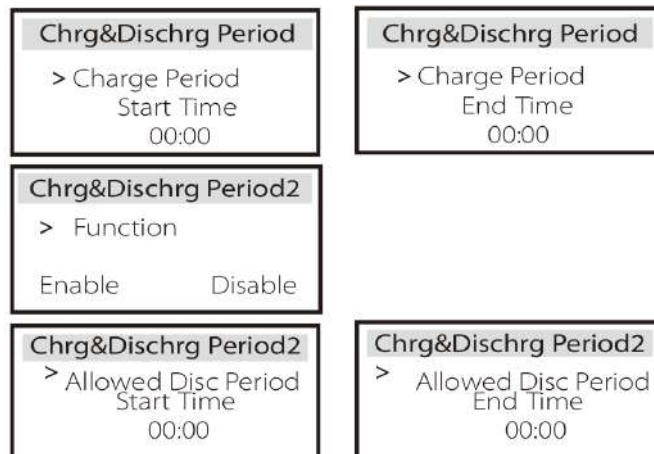 Chrg&Dischrg Period
> Charge Period
Start Time
00:00
Chrg&Dischrg Period
> Charge Period
End Time
00:00
Chrg&Dischrg Period2
> Function
Enable Disable
Chrg&Dischrg Period2
> Allowed Disc Period
Start Time
00:00
Chrg&Dischrg Period2
> Allowed Disc Period
End Time
00:00